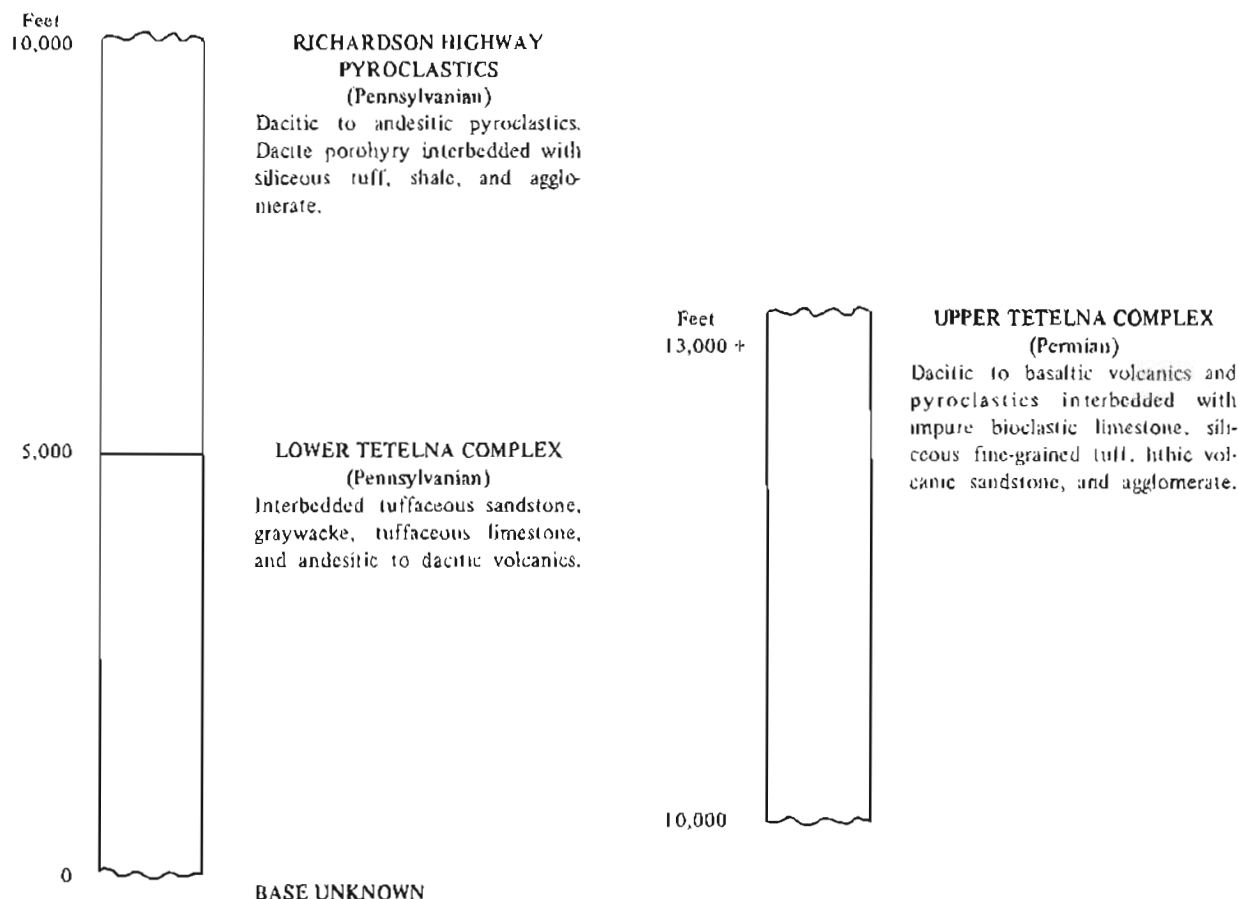 Feet
10,000
RICHARDSON HIGHWAY
PYROCLASTICS
(Pennsylvanian)
Dacitic to andesitic pyroclastics.
Dacite porohyry interbedded with
siliceous tuff, shale, and agglo-
merate.
5,000
LOWER TETELNA COMPLEX
(Pennsylvanian)
Interbedded tuffaceous sandstone,
graywacke, tuffaceous limestone,
and andesitic to dacitic volcanics.
0
BASE UNKNOWN
Feet
13,000 +
UPPER TETELNA COMPLEX
(Permian)
Dacitic to basaltic volcanics and
pyroclastics interbedded with
impure bioclastic limestone, sili-
ceous fine-grained tuff, lithic vol-
canic sandstone, and agglomerate.
10,000